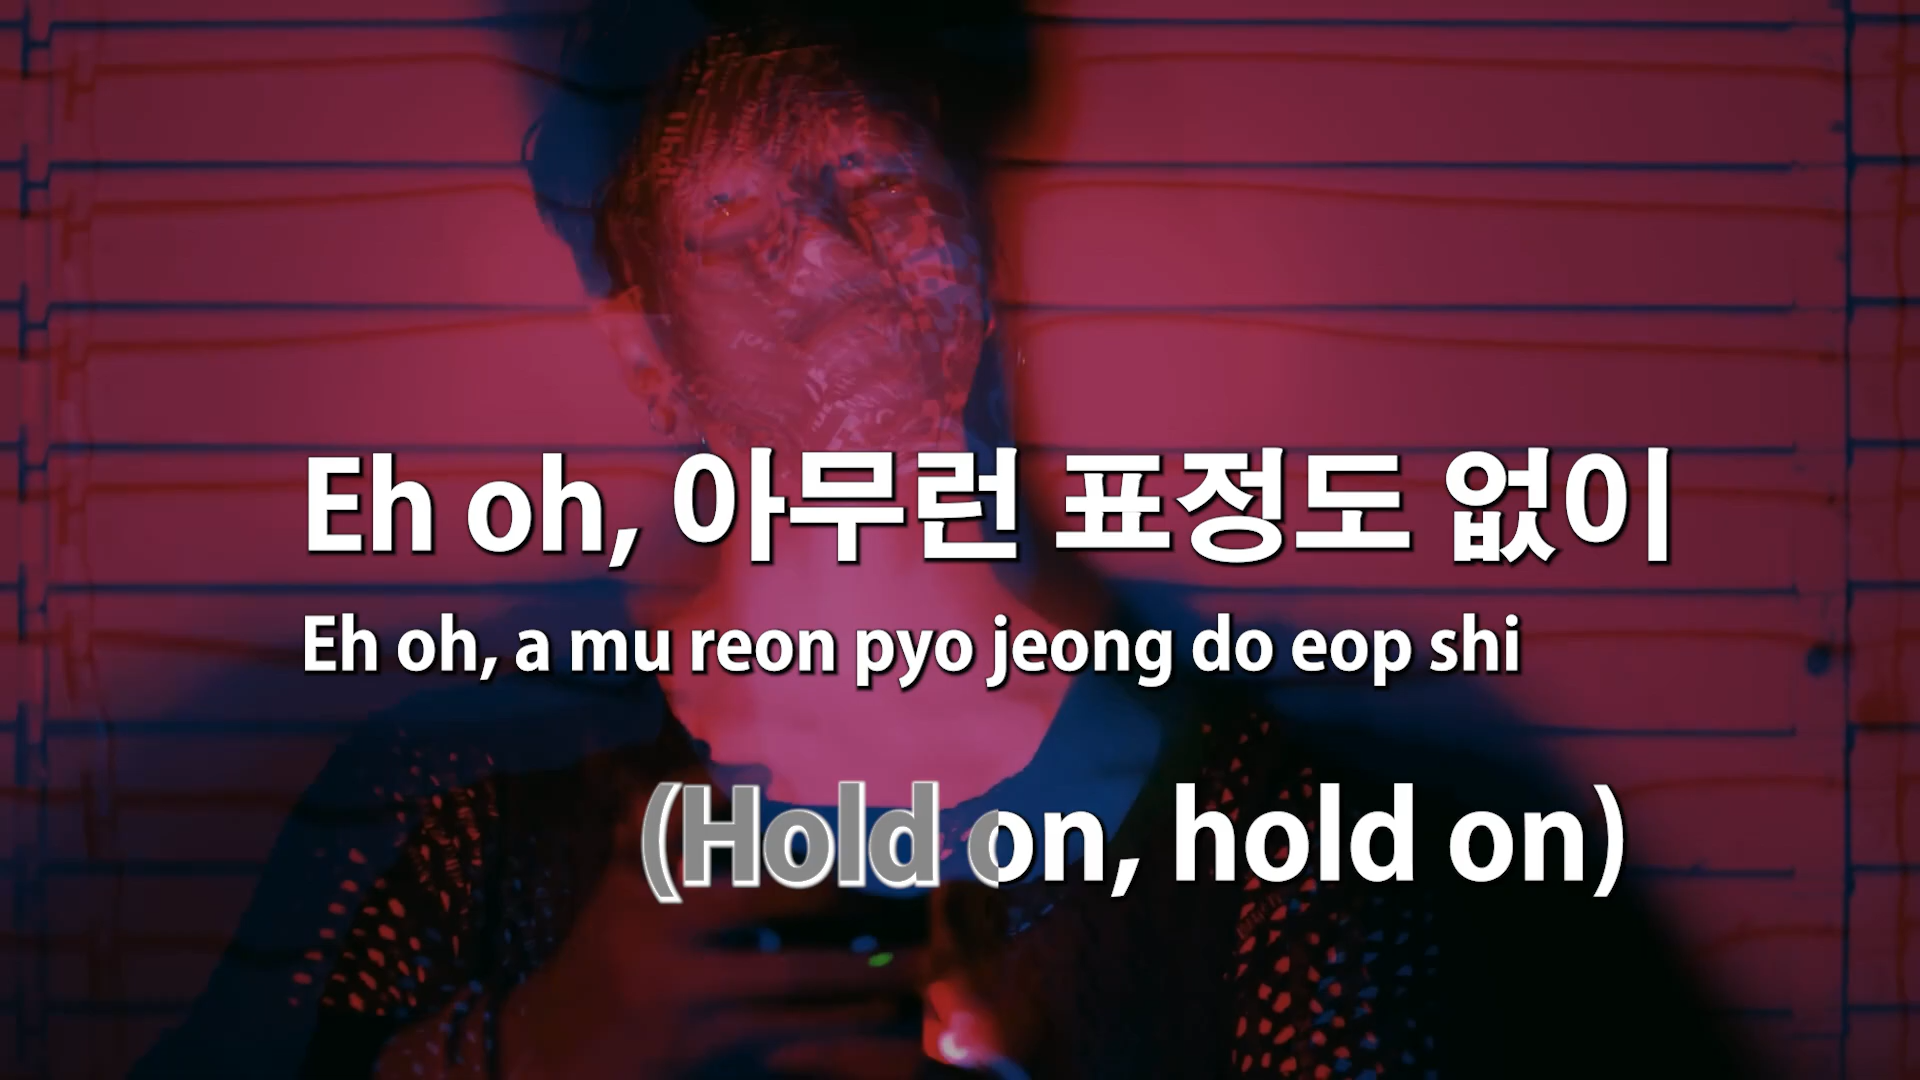 Eh oh, 아무런 표정도 없이
Eh oh, a mu reon pyo jeong do eop shi
(Hold on, hold on)